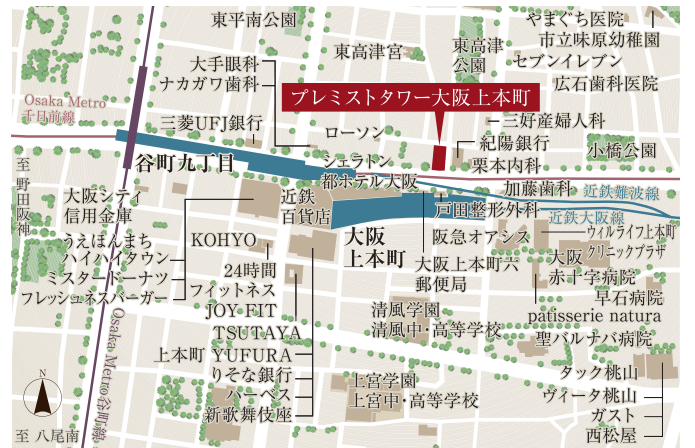 東平南公園
やまぐち医院
市立味原幼稚園
東高津宮
東高津
公園
セブンイレブン
大手眼科
ナカガワ歯科
広石歯科医院
Osaka Metro
千日前線
プレミストタワー大阪上本町
三菱UFJ銀行
ローソン
三好産婦人科
紀陽銀行
栗本内科
小橋公園
谷町九丁目
シェラトン
都ホテル大阪
至 野田阪神
大阪シティ
信用金庫
近鉄
百貨店
加藤歯科
近鉄難波線
戸田整形外科
近鉄大阪線
うえほんまち
ハイハイタウン
ミスタードーナツ
フレッシュネスバーガー
KOHYO
大阪
上本町
阪急オアシス
ウィルライフ上本町
クリニックプラザ
24時間
フィットネス
JOY FIT
大阪上本町六
郵便局
大阪
赤十字病院
早石病院
TSUTAYA
清風学園
清風中・高等学校
patisserie natura
聖バルナバ病院
Osaka Metro谷町線
上本町 YUFURA
りそな銀行
ハーベス
新歌舞伎座
上宮学園
上宮中・高等学校
タック桃山
ヴィータ桃山
ガスト
西松屋
N
至 八尾南